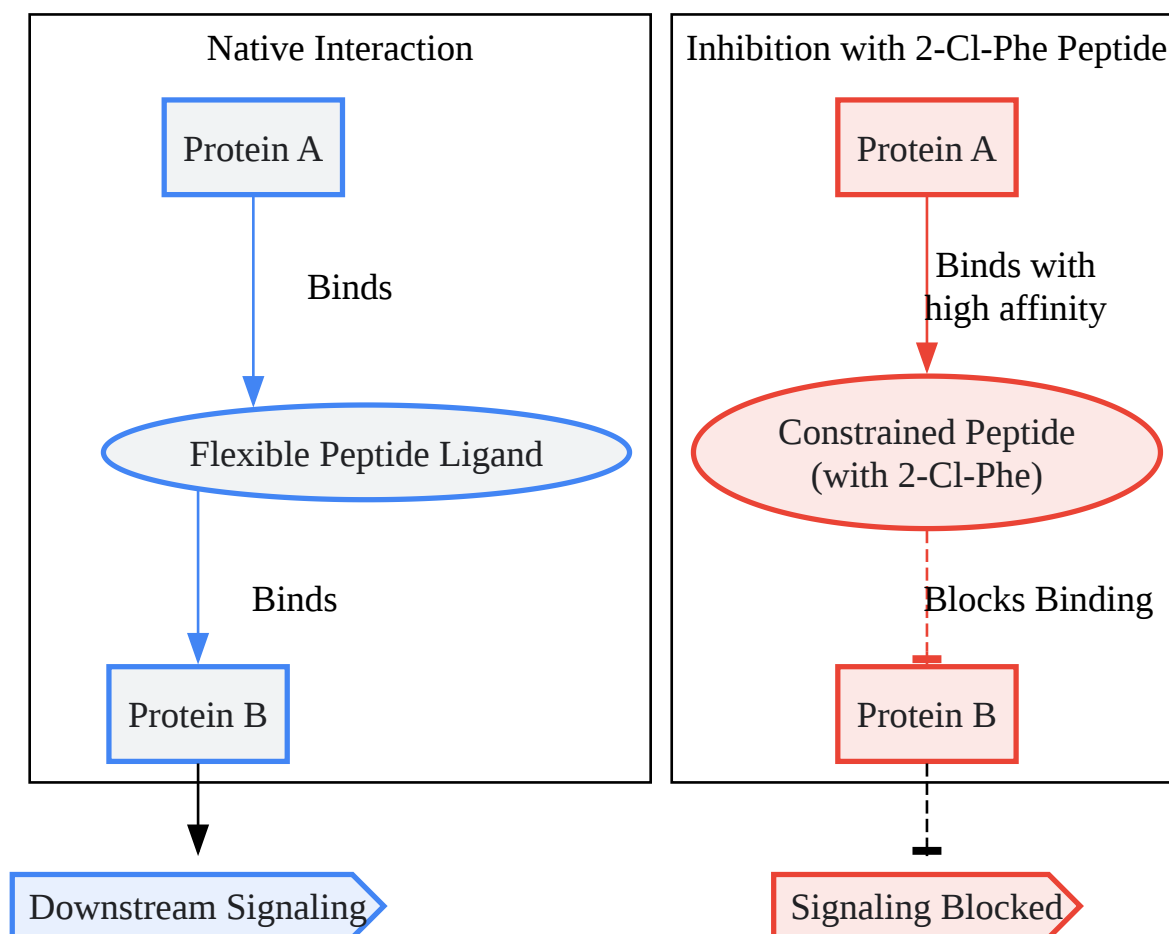 Native Interaction
Protein A
Binds
Flexible Peptide Ligand
Binds
Protein B
Downstream Signaling
Inhibition with 2-Cl-Phe Peptide
Protein A
Binds with
high affinity
Constrained Peptide
(with 2-Cl-Phe)
Blocks Binding
Protein B
Signaling Blocked